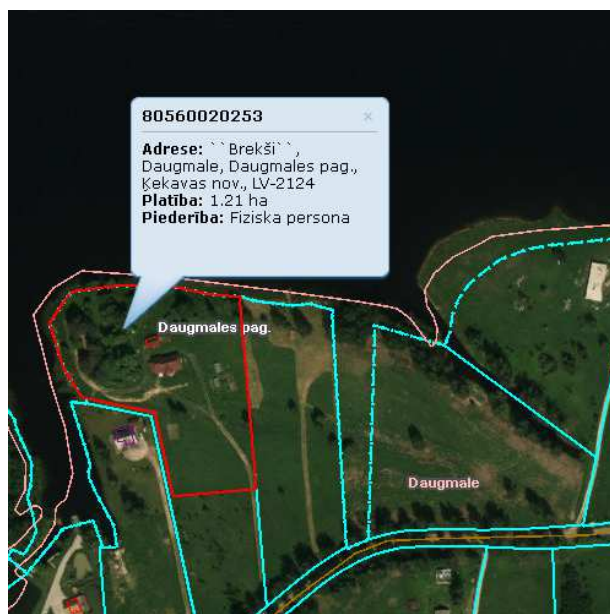 80560020253 ×
Adrese: ``Brekši``,
Daugmale, Daugmales pag.,
Ķekavas nov., LV-2124
Platība: 1.21 ha
Piederība: Fiziska persona
Daugmales pag.
Daugmale